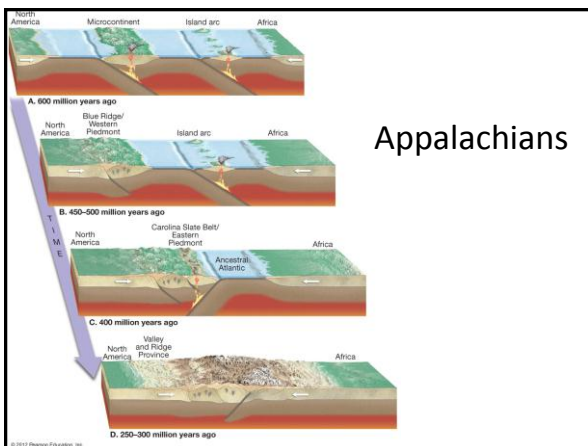 North
America
Microcontinent
Island arc
Africa
A. 600 million years ago
Blue Ridge/
Western
Piedmont
North
America
Island arc
Africa
B. 450–500 million years ago
Carolina Slate Belt/
Eastern
Piedmont
North
America
Ancestral
Atlantic
Africa
C. 400 million years ago
Valley
and Ridge
Province
North
America
Africa
D. 250–300 million years ago
TIME
Appalachians
© 2012 Pearson Education, Inc.